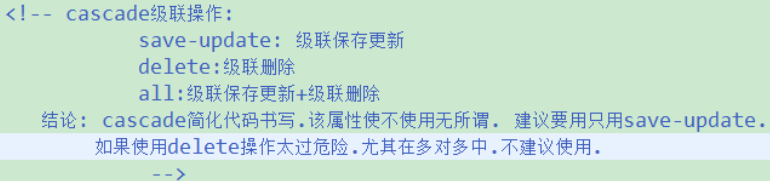 <!-- cascade级联操作:
save-update: 级联保存更新
delete:级联删除
all:级联保存更新+级联删除
结论: cascade简化代码书写.该属性使不使用无所谓. 建议要用只用save-update.
如果使用delete操作太过危险.尤其在多对多中.不建议使用.
-->